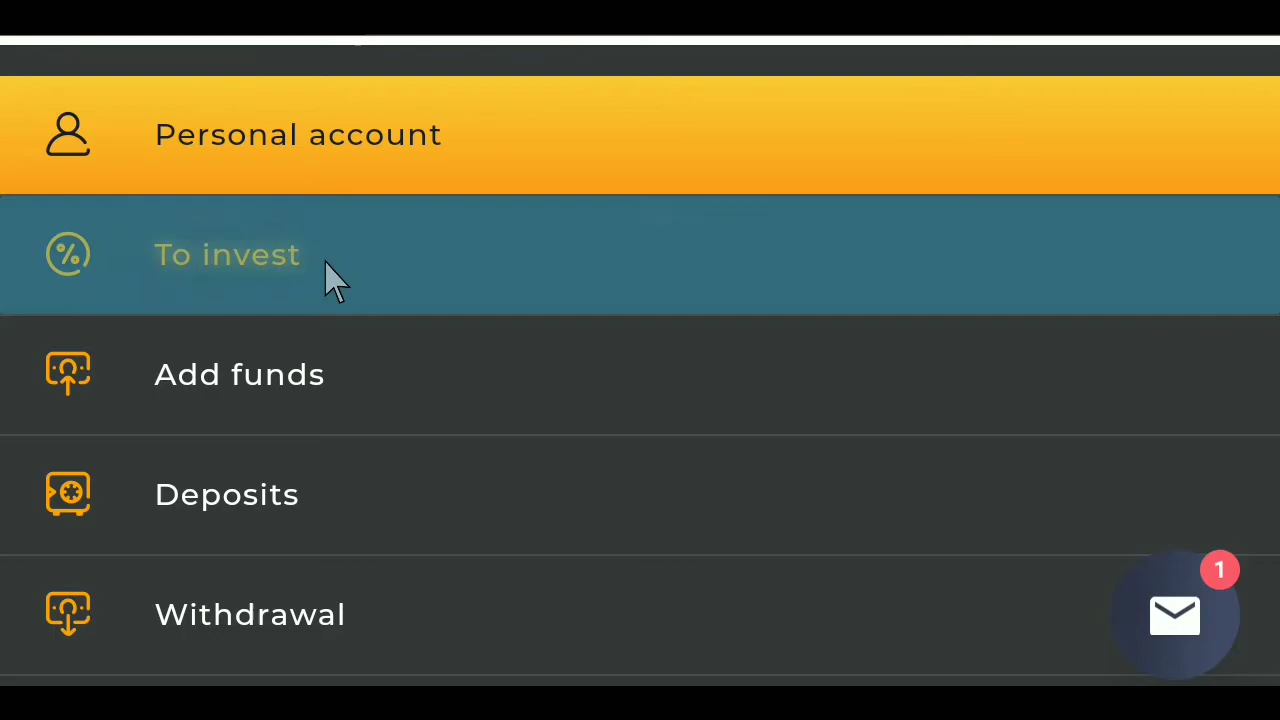 Personal account
To invest
Add funds
Deposits
Withdrawal
1